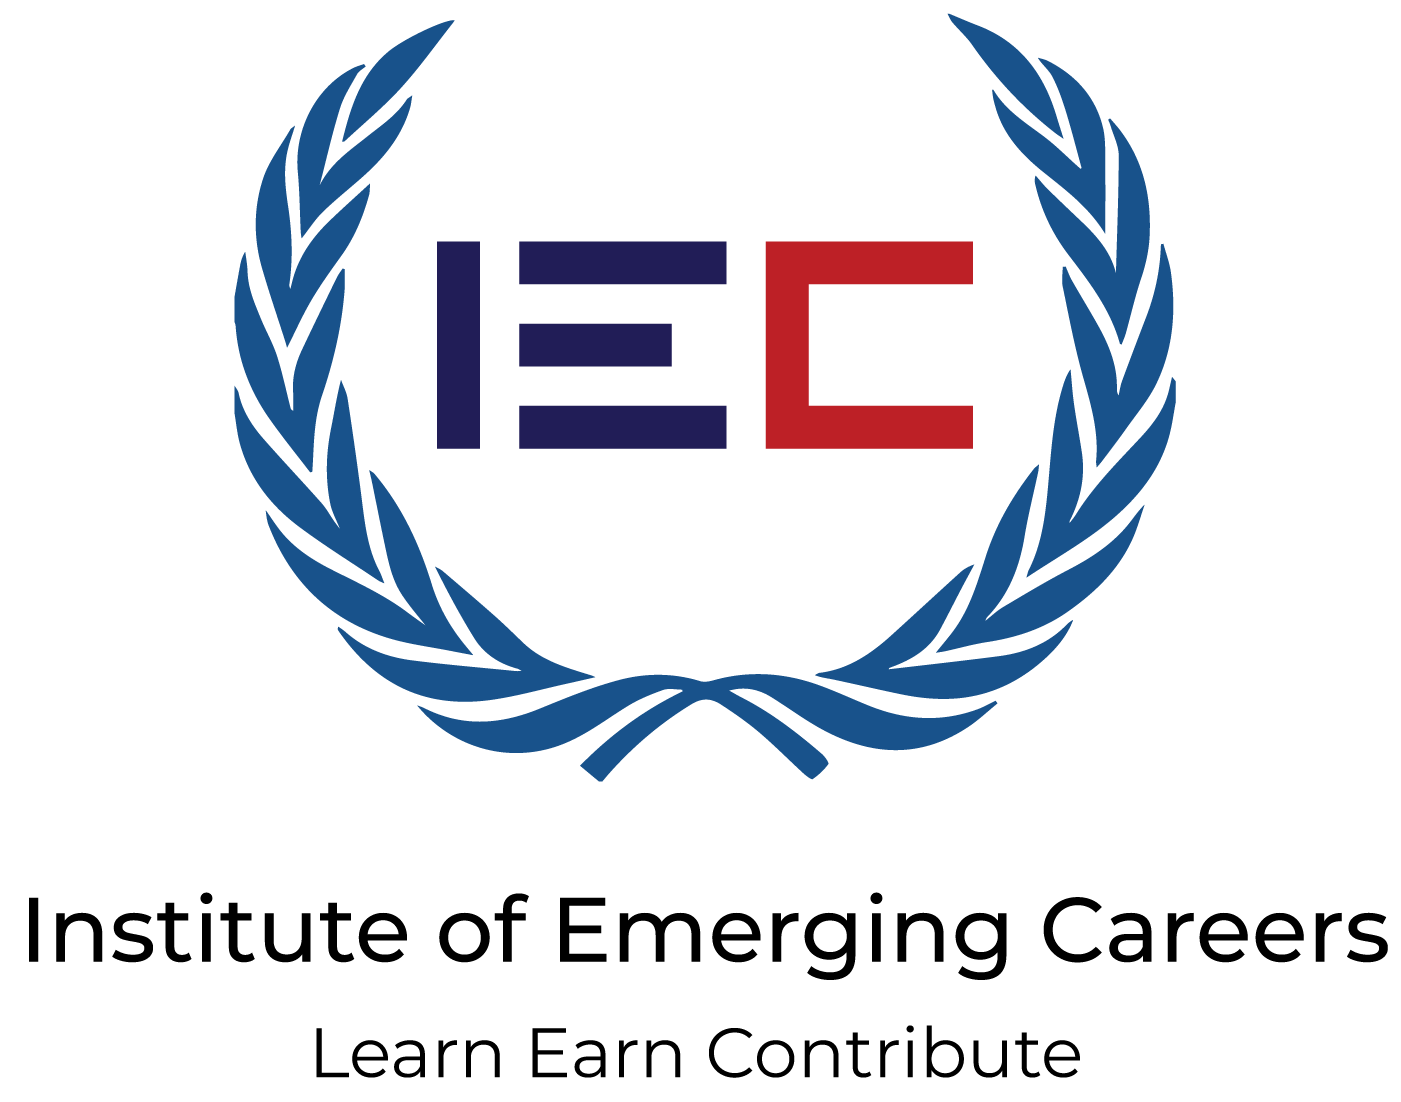 IEC
Institute of Emerging Careers
Learn Earn Contribute